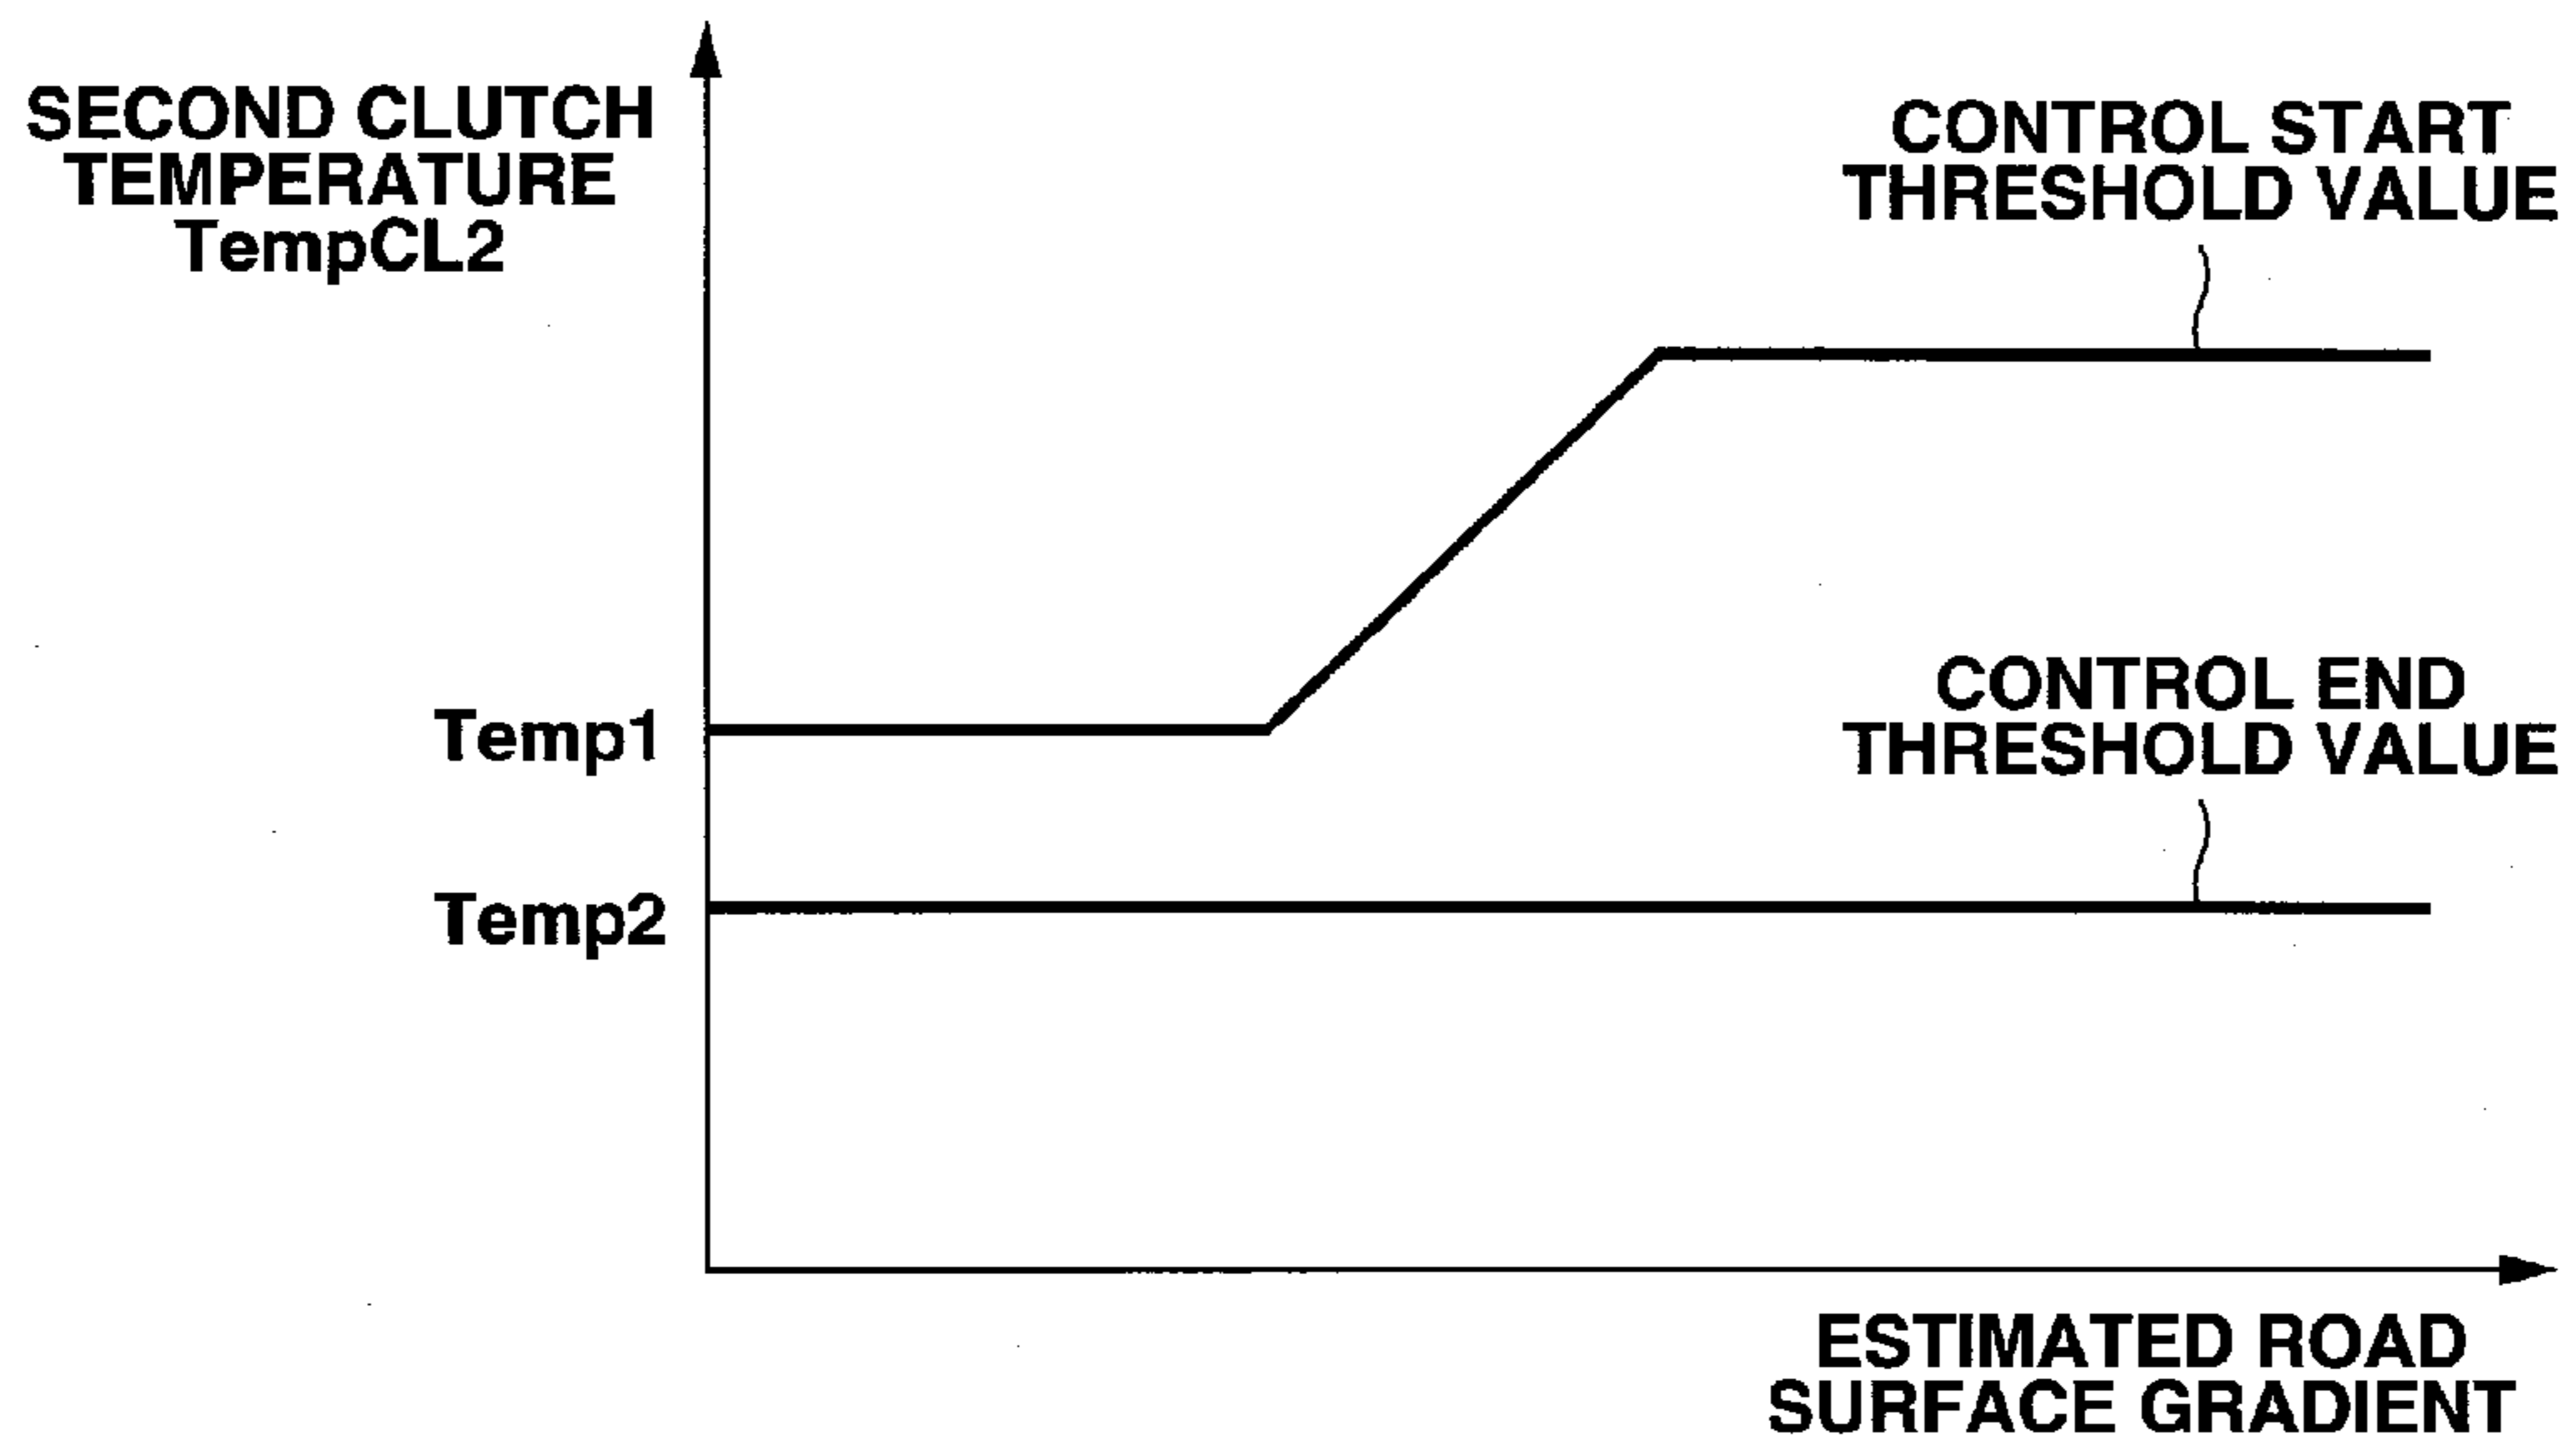 SECOND CLUTCH
TEMPERATURE
TempCL2
CONTROL START
THRESHOLD VALUE
Temp1
CONTROL END
THRESHOLD VALUE
Temp2
ESTIMATED ROAD
SURFACE GRADIENT